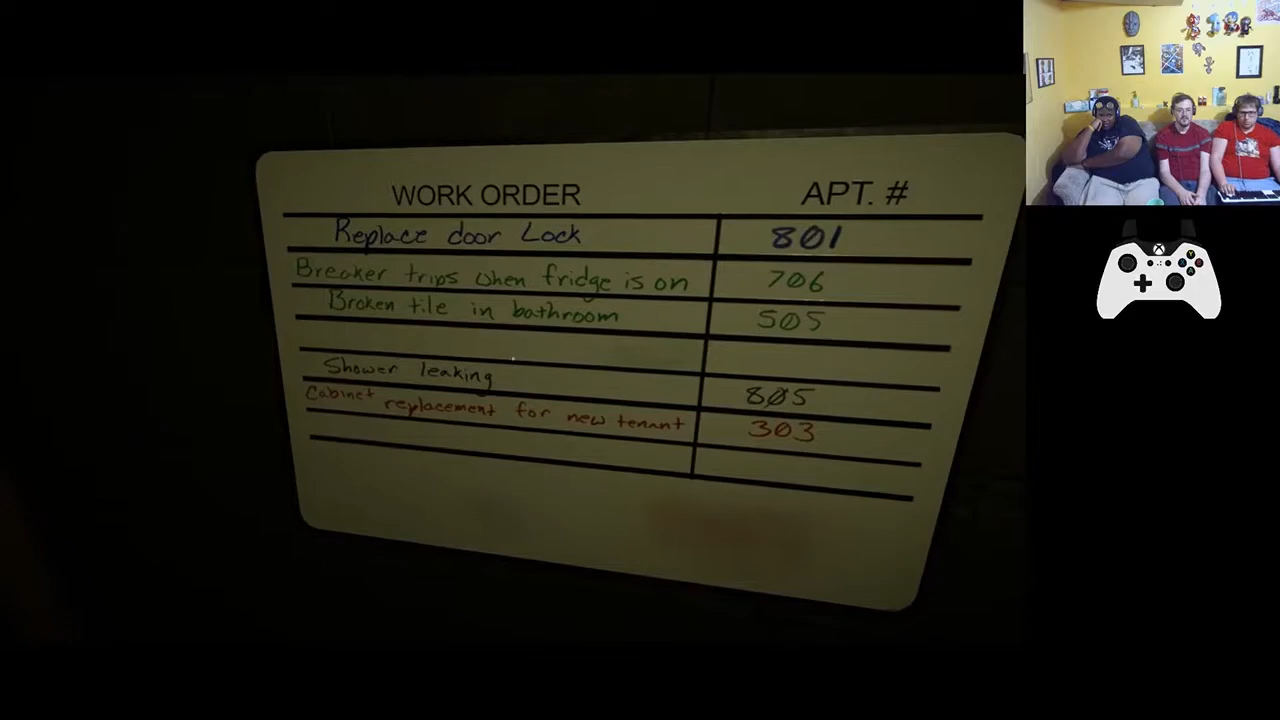 WORK ORDER APT. #
Replace door Lock 801
Breaker trips when fridge is on 706
Broken tile in bathroom 505
Shower leaking 805
Cabinet replacement for new tenant 303